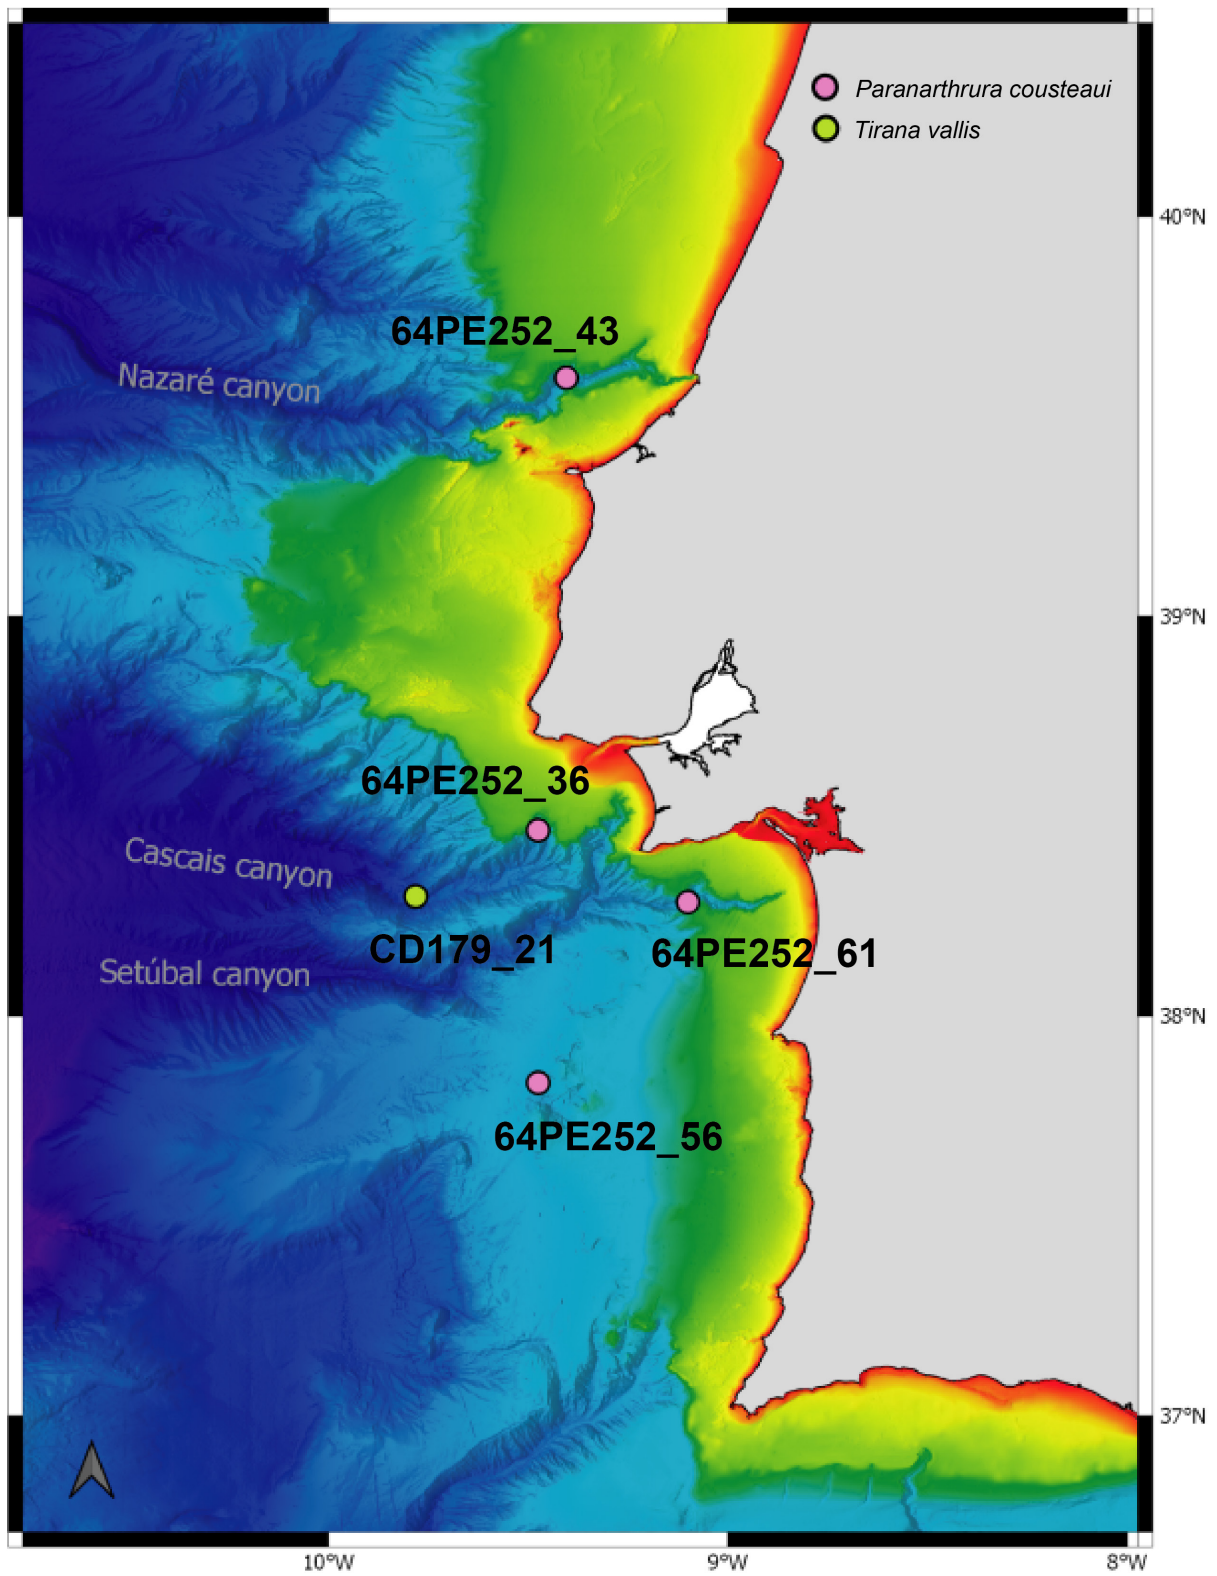 Paranarthrura cousteaui
Tirana vallis
40°N
64PE252_43
Nazaré canyon
39°N
64PE252_36
Cascais canyon
CD179_21
64PE252_61
Setúbal canyon
38°N
64PE252_56
37°N
10°W
9°W
8°W